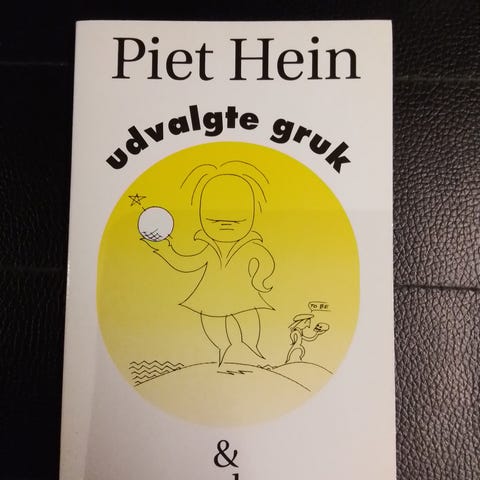 Piet Hein
udvalgte gruk
TO BE
&